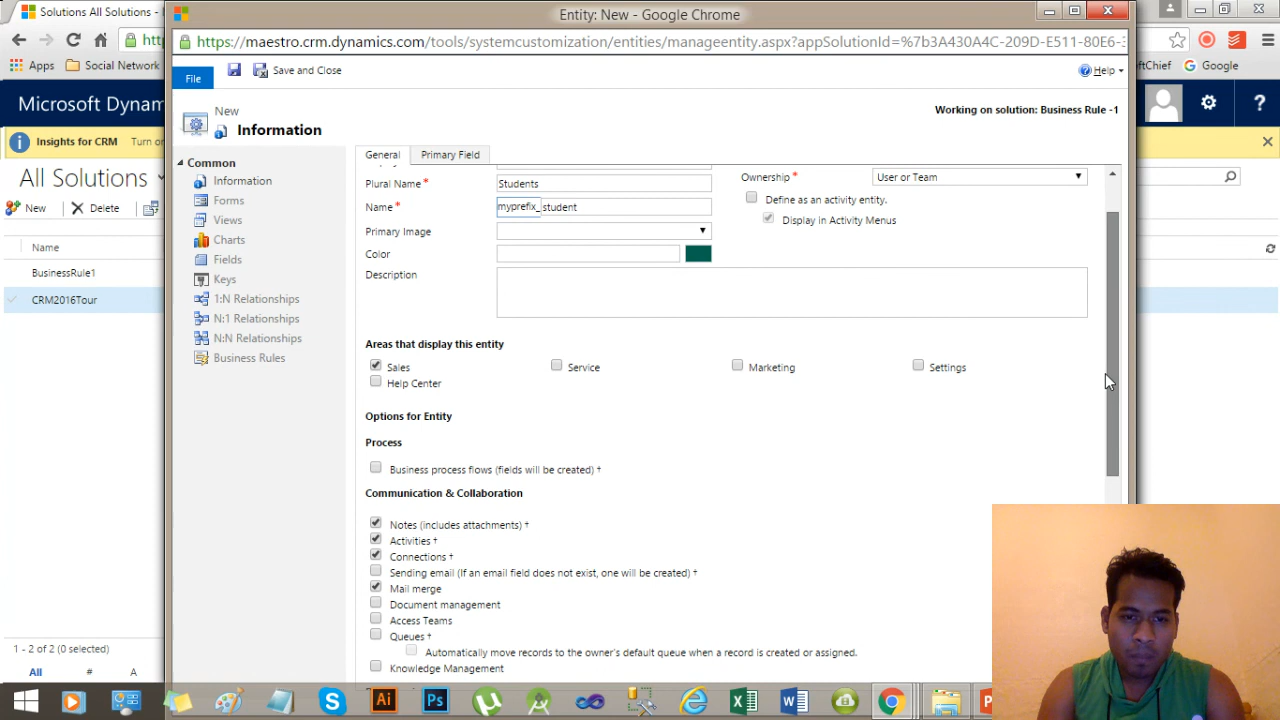 Solutions All Solutions -
Entity: New - Google Chrome
https://maestro.crm.dynamics.com/tools/systemcustomization/entities/manageentity.aspx?appSolutionId=%7b3A430A4C-209D-E511-80E6-3
Apps
Social Network
Google
File
Save and Close
Help
Microsoft Dynam
New
Information
Working on solution: Business Rule -1
Insights for CRM
Turn
Common
General
Primary Field
All Solutions
Information
Plural Name *
Students
Ownership *
User or Team
New
Delete
Forms
Name *
myprefix_
student
Define as an activity entity.
Display in Activity Menus
Views
Primary Image
Name
Charts
Color
BusinessRule1
Fields
Description
Keys
CRM2016Tour
1:N Relationships
N:1 Relationships
N:N Relationships
Areas that display this entity
Business Rules
Sales
Service
Marketing
Settings
Help Center
Options for Entity
Process
Business process flows (fields will be created) †
Communication & Collaboration
Notes (includes attachments) †
Activities †
Connections †
Sending email (If an email field does not exist, one will be created) †
Mail merge
Document management
Access Teams
Queues †
Automatically move records to the owner's default queue when a record is created or assigned.
Knowledge Management
1 - 2 of 2 (0 selected)
All
#
A